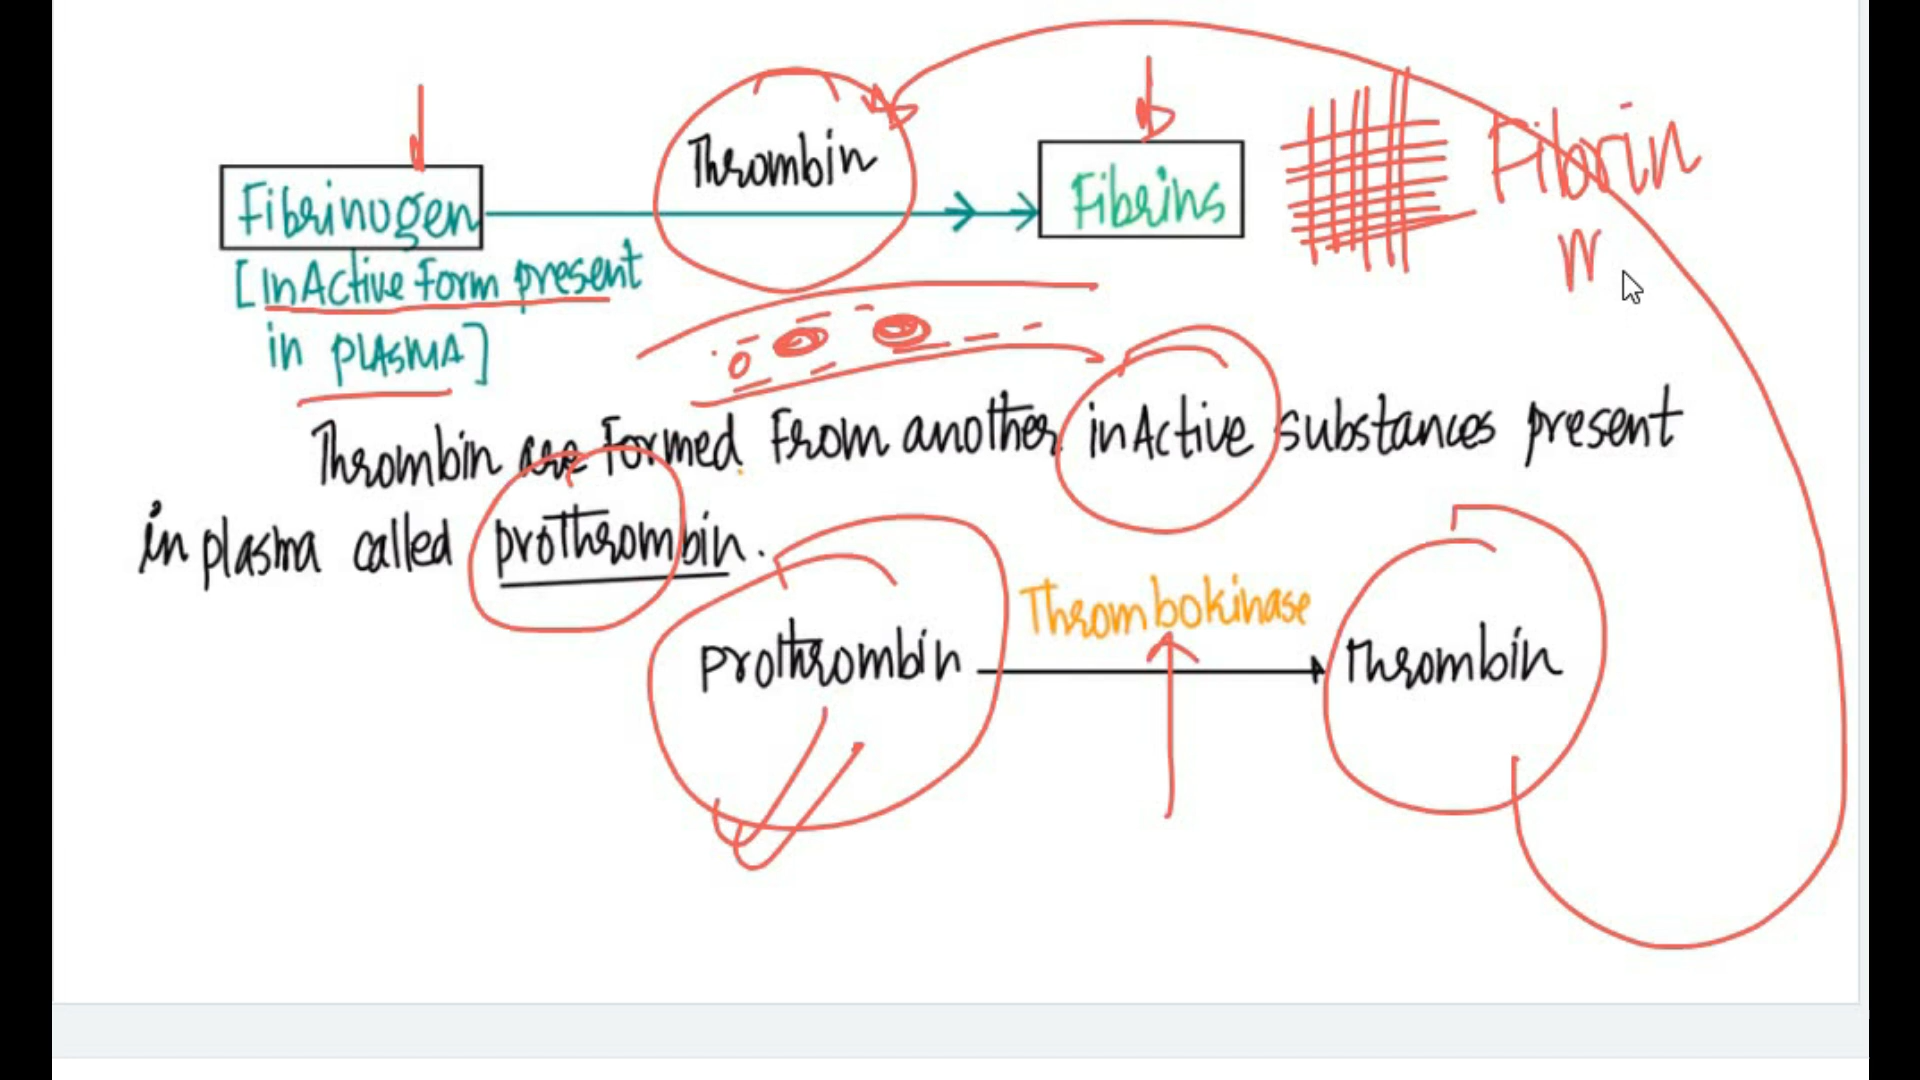 Thrombin
Fibrinogen
Fibrins
Fibrin
[InActive Form present
in PLASMA]
Thrombin are Formed From another inActive substances present
in plasma called prothrombin.
Thrombokinase
Prothrombin
Thrombin